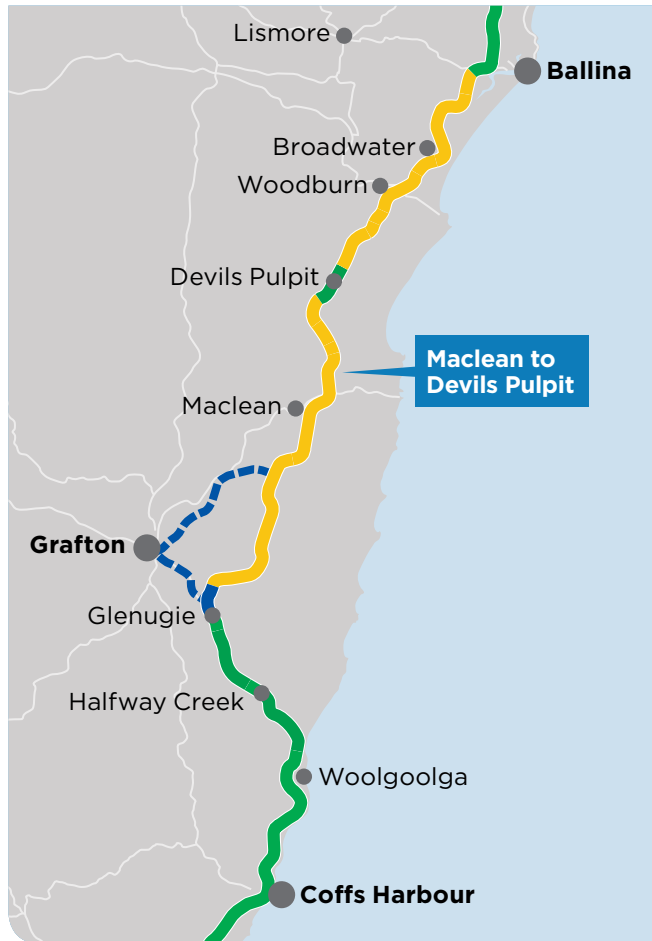 Lismore
Ballina
Broadwater
Woodburn
Devils Pulpit
Maclean to
Devils Pulpit
Maclean
Grafton
Glenugie
Halfway Creek
Woolgoolga
Coffs Harbour